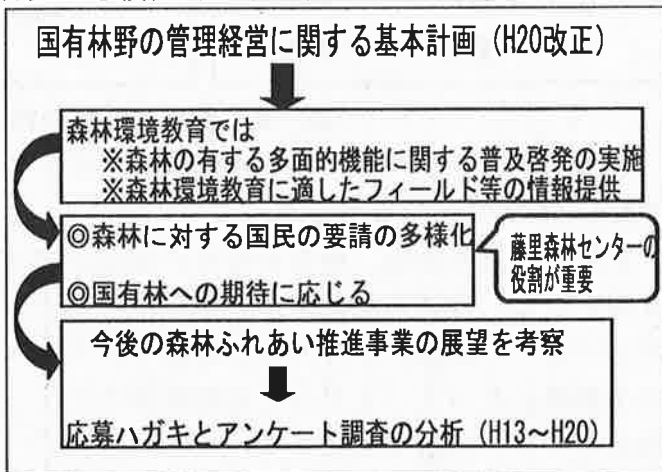 国有林野の管理経営に関する基本計画（H20改正）
森林環境教育では
※森林の有する多面的機能に関する普及啓発の実施
※森林環境教育に適したフィールド等の情報提供
◎森林に対する国民の要請の多様化
◎国有林への期待に応じる
藤里森林センターの
役割が重要
今後の森林ふれあい推進事業の展望を考察
応募ハガキとアンケート調査の分析（H13～H20）